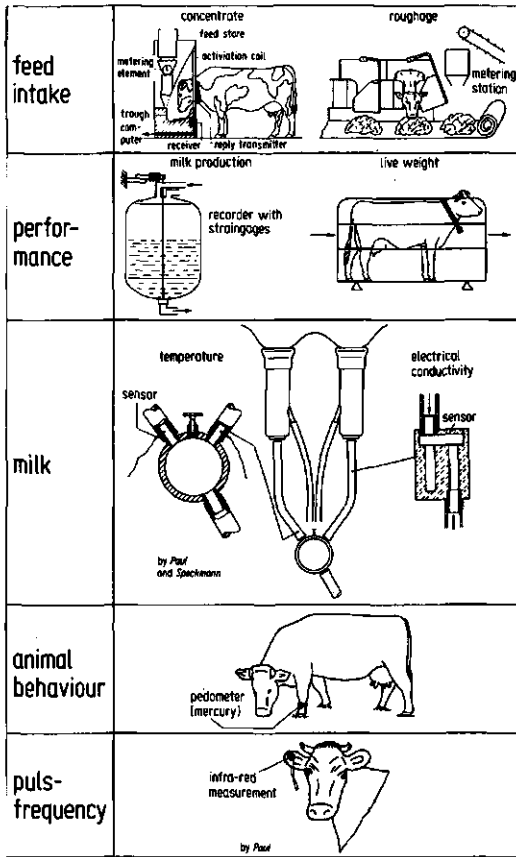 feed
intake
concentrate
feed store
metering
element
activiation coil
trough com-
puter
receiver
reply transmitter
roughage
metering
station
perfor-
mance
milk production
recorder with
straingages
live weight
milk
temperature
sensor
by Paul
and Speckmann
electrical
conductivity
sensor
animal
behaviour
pedometer
(mercury)
puls-
frequency
infra-red
measurement
by Paul